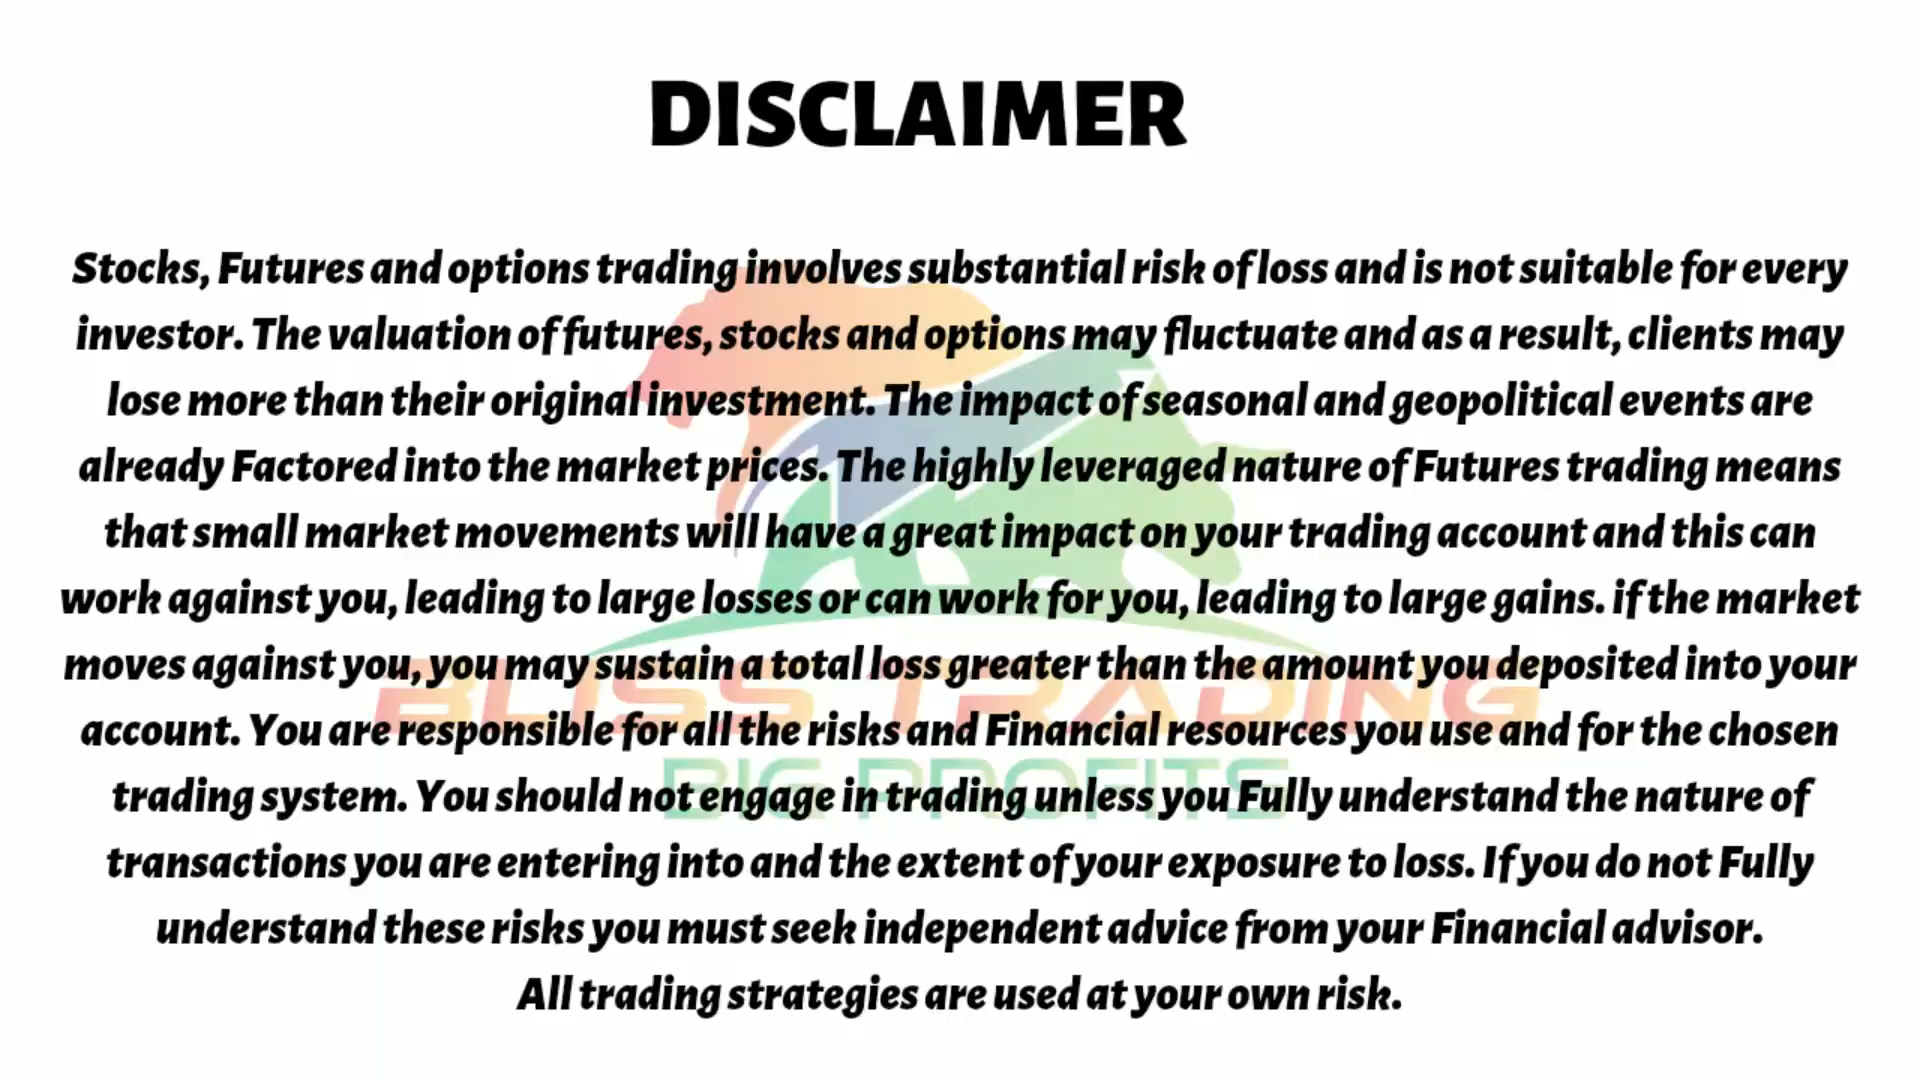 DISCLAIMER
Stocks, Futures and options trading involves substantial risk of loss and is not suitable for every
investor. The valuation of futures, stocks and options may fluctuate and as a result, clients may
lose more than their original investment. The impact of seasonal and geopolitical events are
already Factored into the market prices. The highly leveraged nature of Futures trading means
that small market movements will have a great impact on your trading account and this can
work against you, leading to large losses or can work for you, leading to large gains. if the market
moves against you, you may sustain a total loss greater than the amount you deposited into your
account. You are responsible for all the risks and Financial resources you use and for the chosen
trading system. You should not engage in trading unless you Fully understand the nature of
transactions you are entering into and the extent of your exposure to loss. If you do not Fully
understand these risks you must seek independent advice from your Financial advisor.
All trading strategies are used at your own risk.
BLISS TRADING
BIG PROFITS